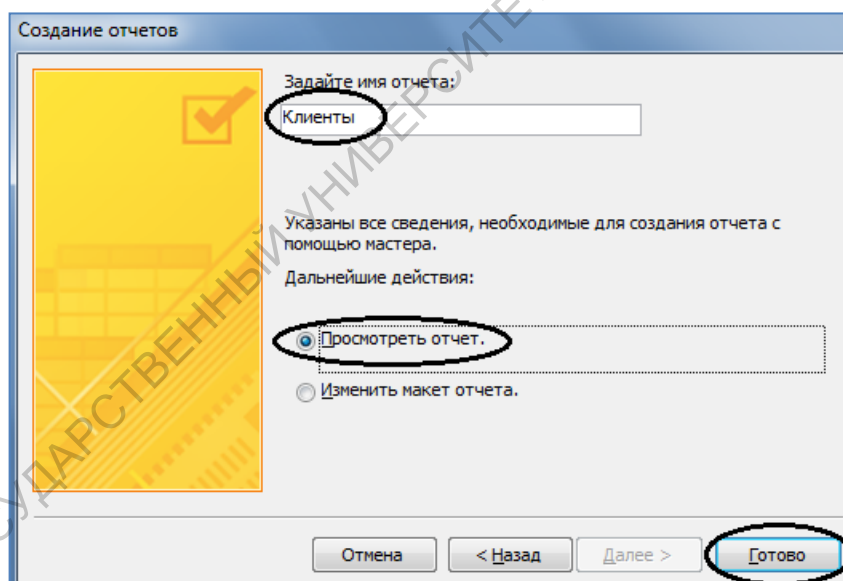 Создание отчетов
Задайте имя отчета:
Клиенты
Указаны все сведения, необходимые для создания отчета с
помощью мастера.
Дальнейшие действия:
Просмотреть отчет.
Изменить макет отчета.
Отмена
< Назад
Далее >
Готово